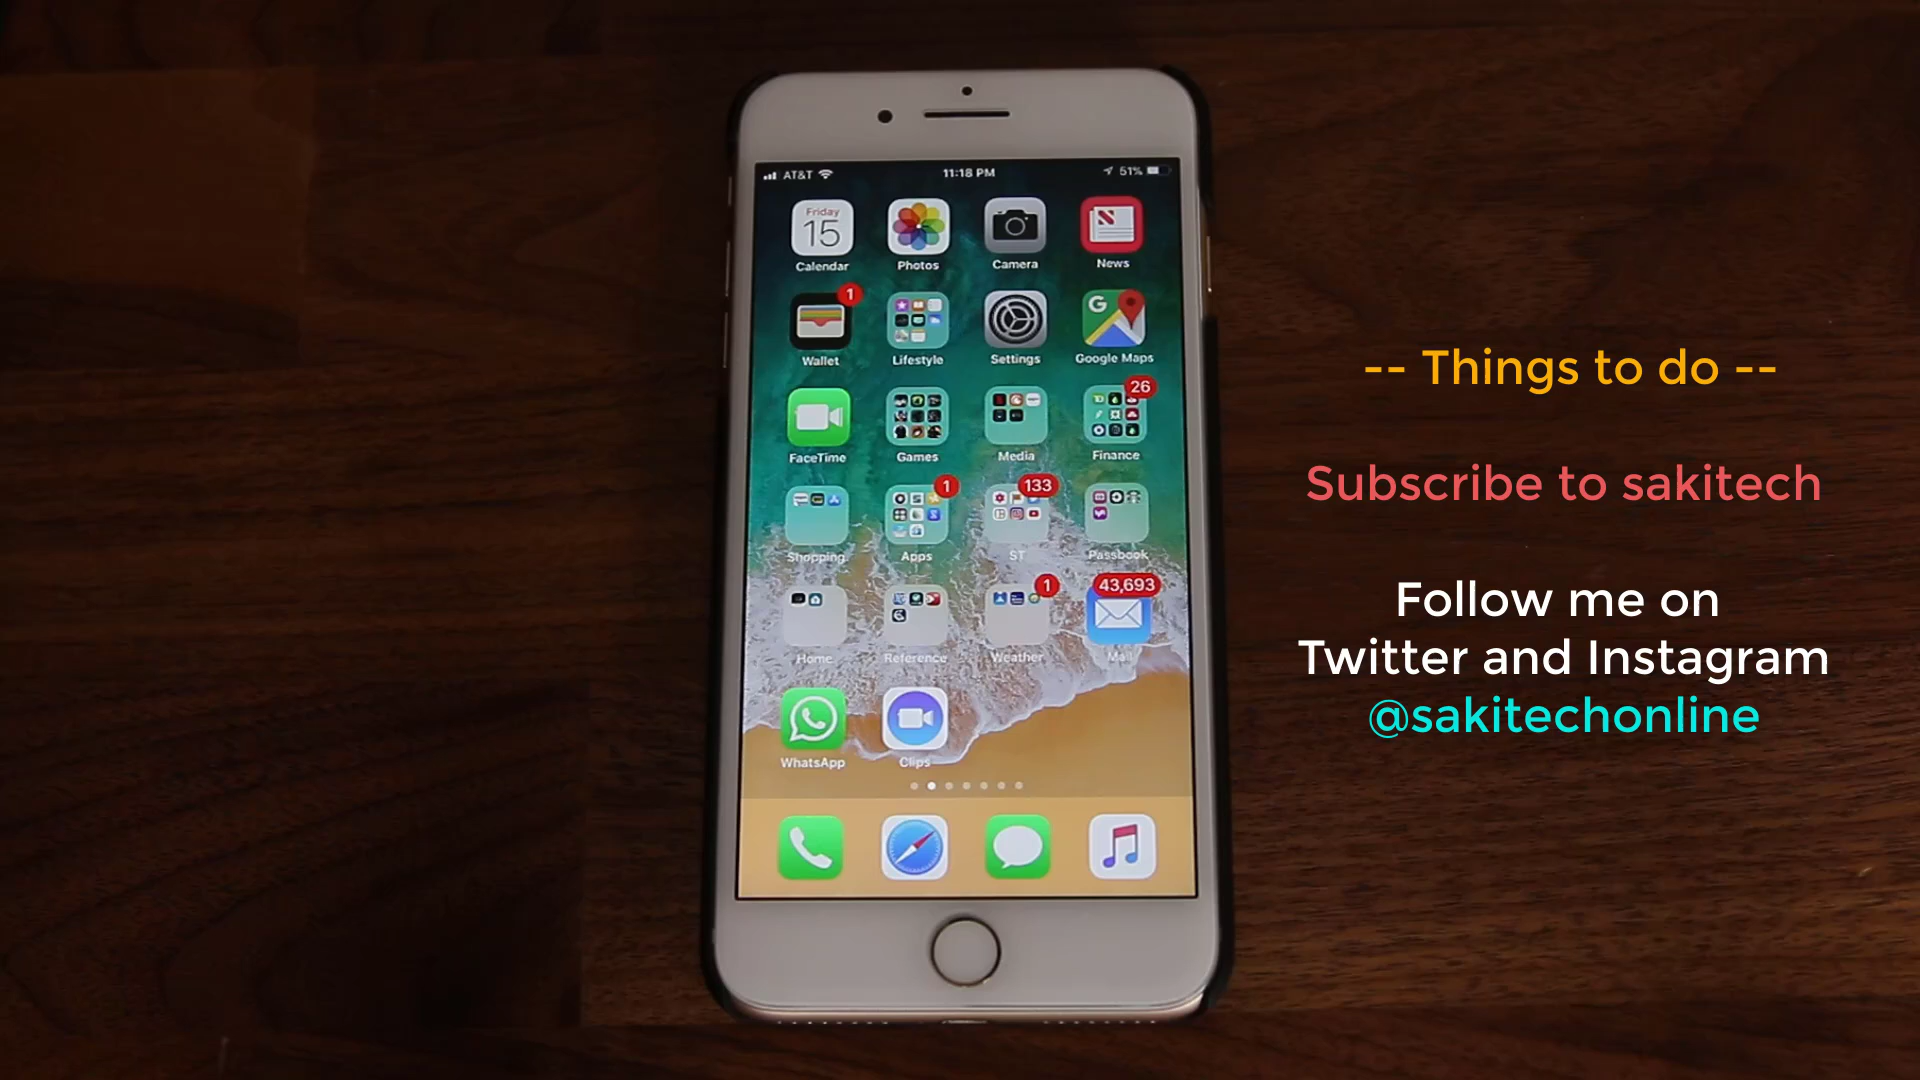 AT&T 11:18 PM 51%
Friday
15
Calendar Photos Camera News
1
G
Wallet Lifestyle Settings Google Maps
26
FaceTime Games Media Finance
1 133
Shopping Apps ST Passbook
1 43,693
Home Reference Weather Mail
WhatsApp Clips
-- Things to do --
Subscribe to sakitech
Follow me on
Twitter and Instagram
@sakitechonline